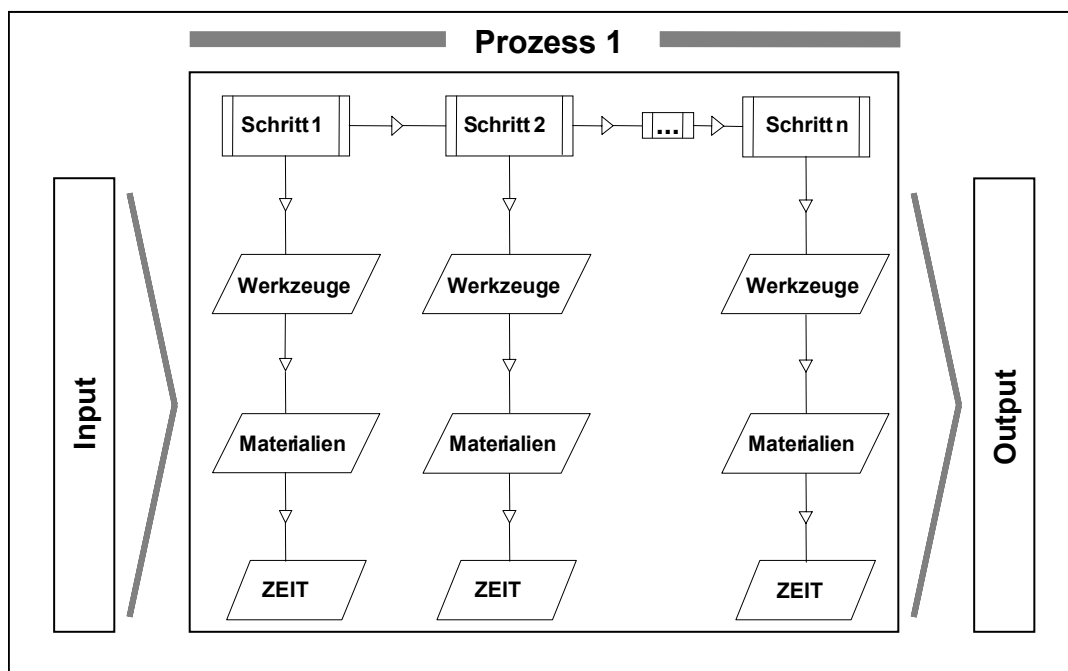 Prozess 1
Schritt 1
Schritt 2
...
Schritt n
Werkzeuge
Werkzeuge
Werkzeuge
Input
Output
Materialien
Materialien
Materialien
ZEIT
ZEIT
ZEIT